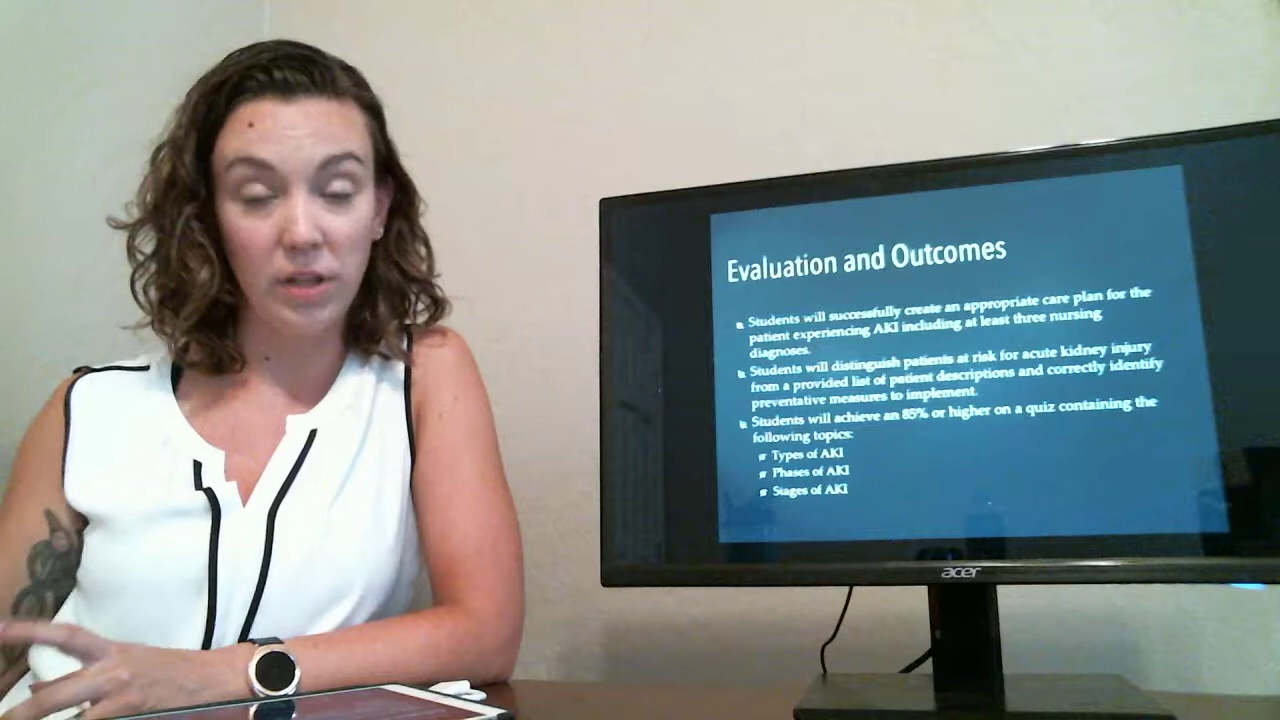 Evaluation and Outcomes
Students will successfully create an appropriate care plan for the
patient experiencing AKI including at least three nursing
diagnoses.
Students will distinguish patients at risk for acute kidney injury
from a provided list of patient descriptions and correctly identify
preventative measures to implement.
Students will achieve an 85% or higher on a quiz containing the
following topics:
Types of AKI
Phases of AKI
Stages of AKI
acer